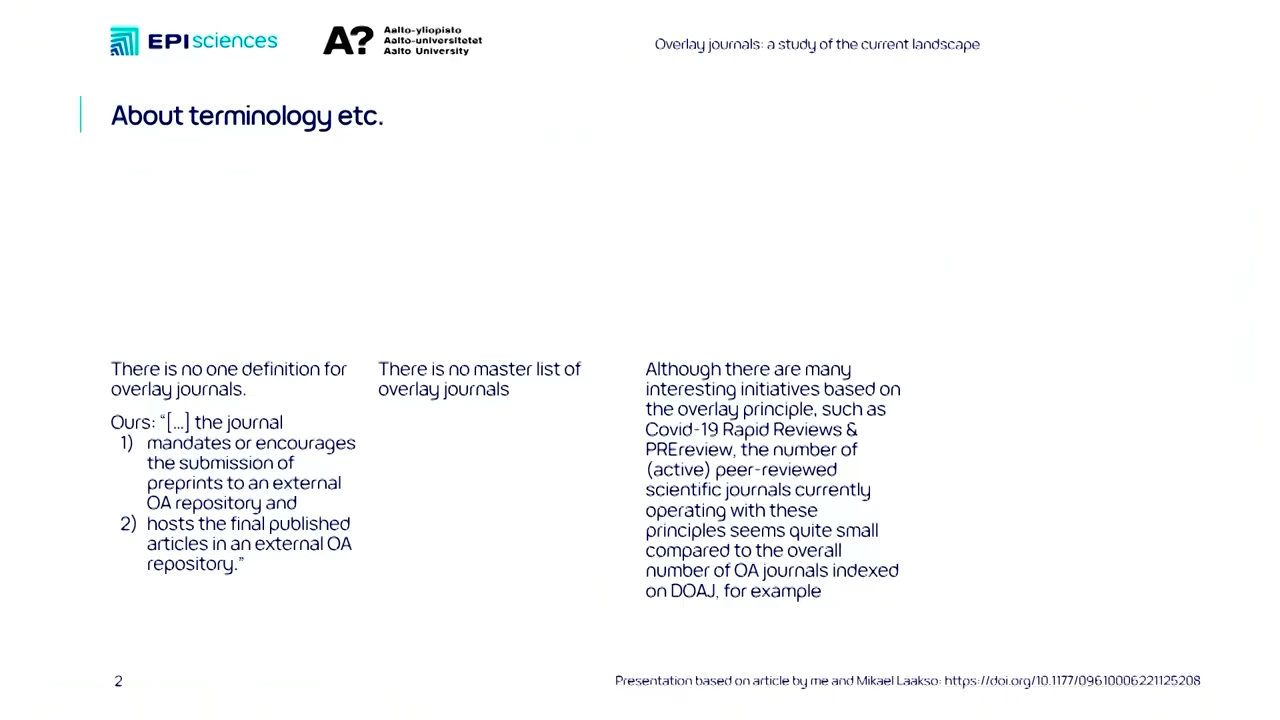 EPIsciences
A?
Aalto-yliopisto
Aalto-universitetet
Aalto University
Overlay journals: a study of the current landscape
About terminology etc.
There is no one definition for
overlay journals.
Ours: “[...] the journal
1) mandates or encourages
the submission of
preprints to an external
OA repository and
2) hosts the final published
articles in an external OA
repository.”
There is no master list of
overlay journals
Although there are many
interesting initiatives based on
the overlay principle, such as
Covid-19 Rapid Reviews &
PREreview, the number of
(active) peer-reviewed
scientific journals currently
operating with these
principles seems quite small
compared to the overall
number of OA journals indexed
on DOAJ, for example
2
Presentation based on article by me and Mikael Laakso: https://doi.org/10.1177/09610006221125208